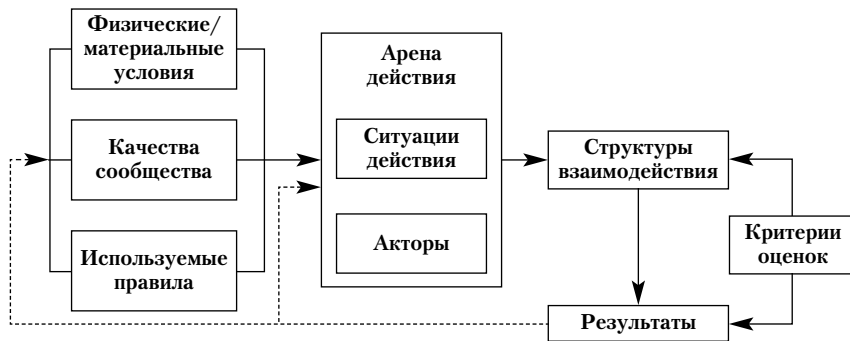 Физические/
материальные
условия
Качества
сообщества
Используемые
правила
Арена
действия
Ситуации
действия
Акторы
Структуры
взаимодействия
Критерии
оценок
Результаты